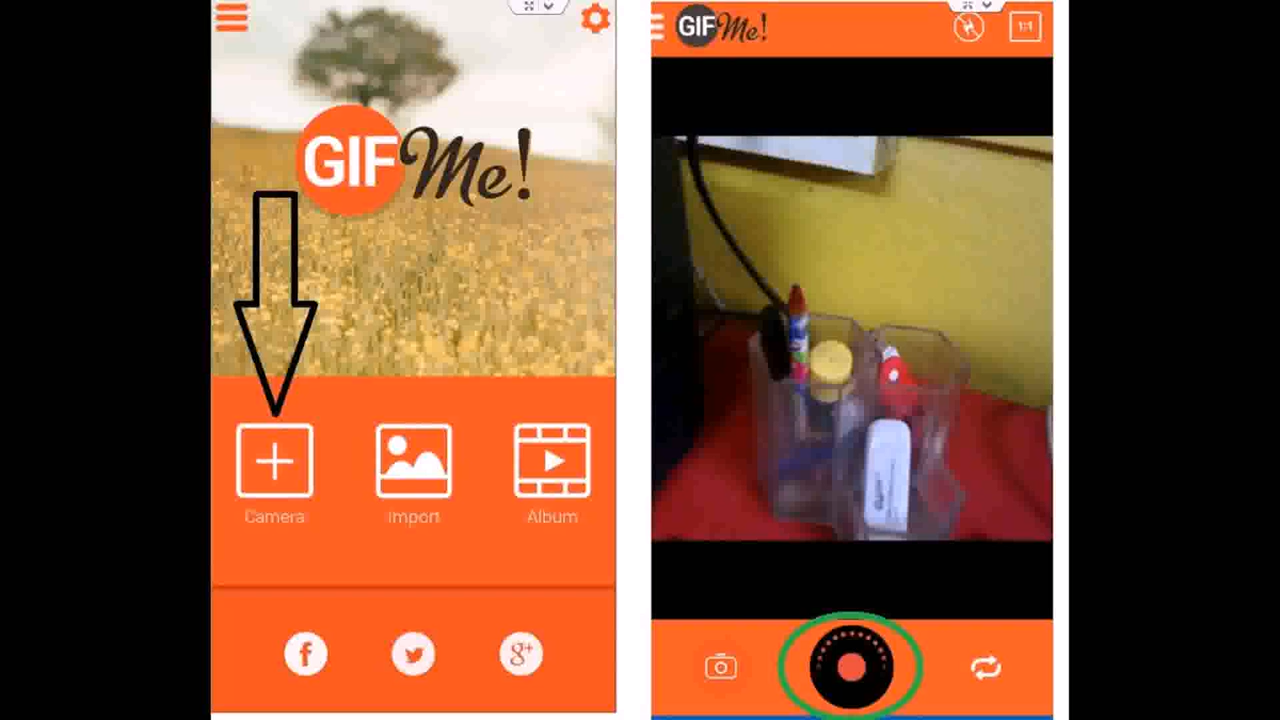 GIF Me!
Camera
Import
Album
f
g+
GIF Me!
1:1